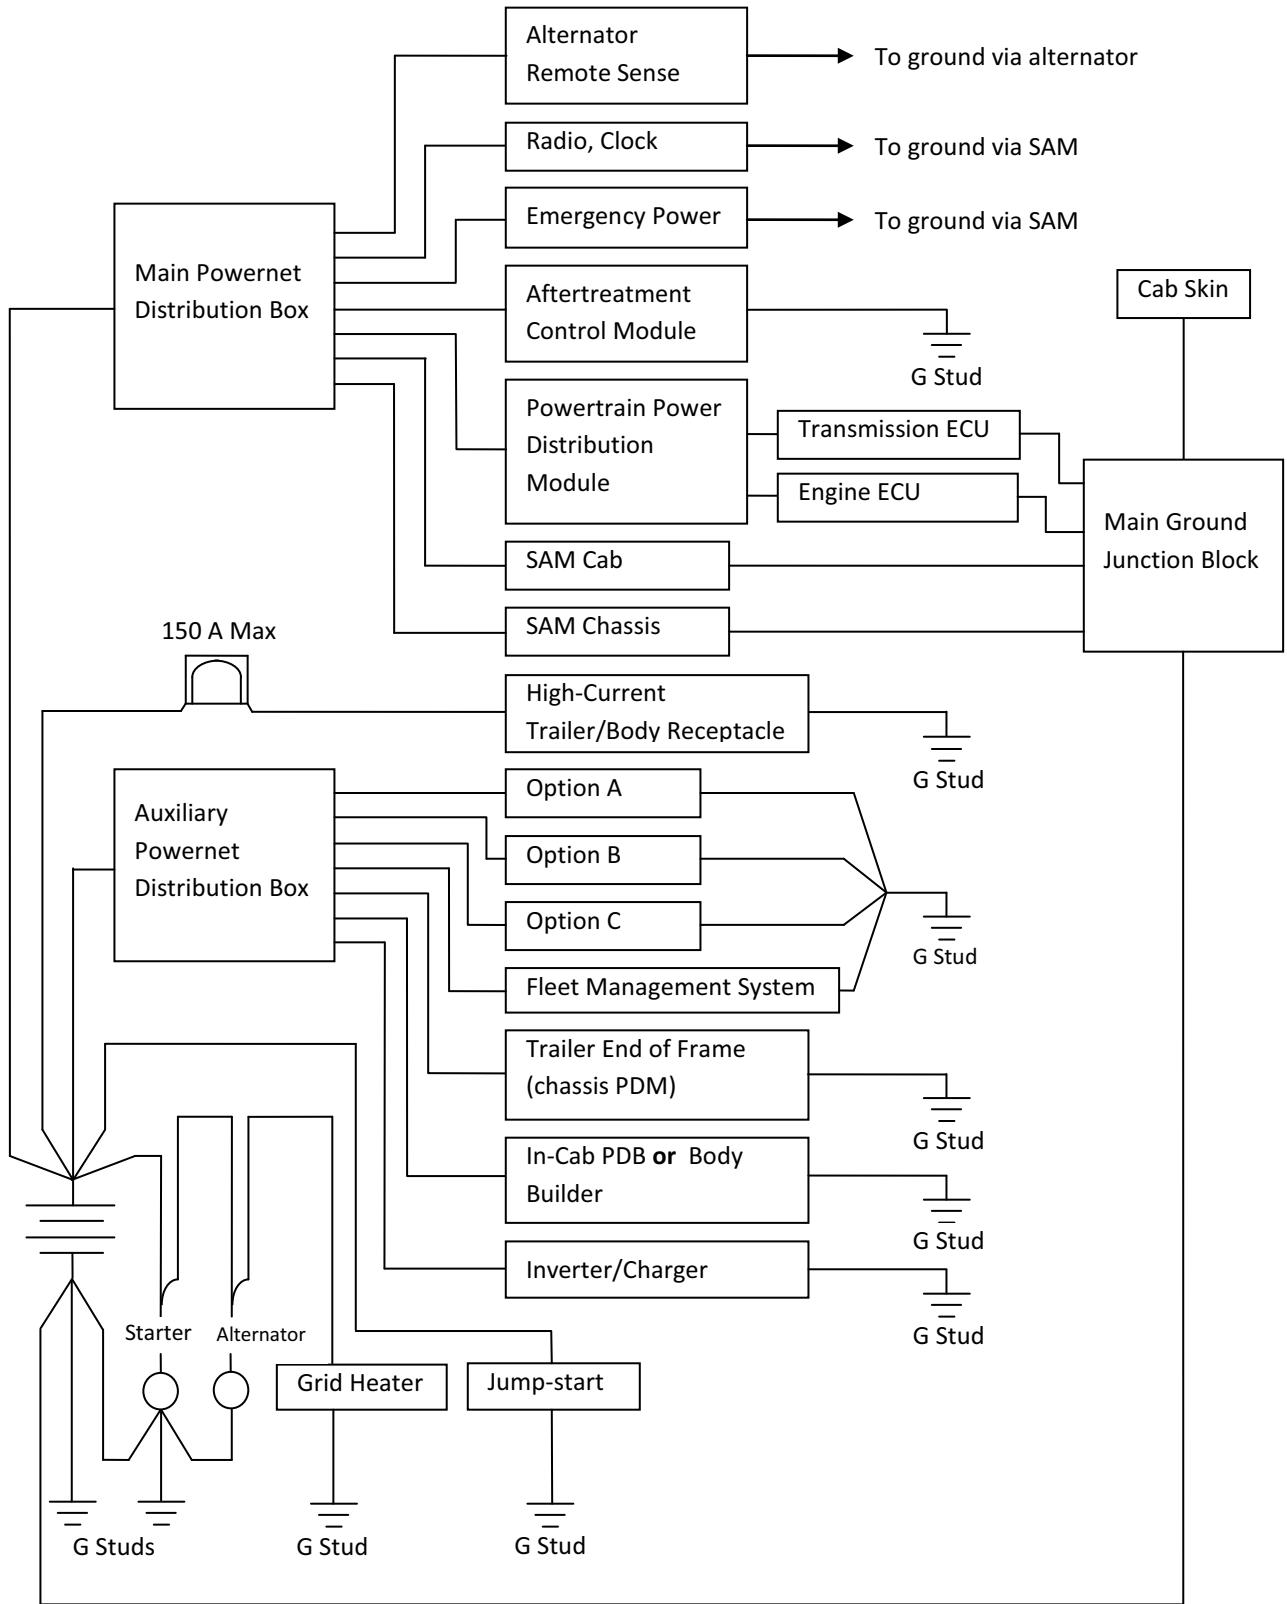 Alternator
Remote Sense
To ground via alternator
Radio, Clock
To ground via SAM
Emergency Power
To ground via SAM
Main Powernet
Distribution Box
Aftertreatment
Control Module
G Stud
Cab Skin
Powertrain Power
Distribution
Module
Transmission ECU
Engine ECU
Main Ground
Junction Block
SAM Cab
SAM Chassis
150 A Max
High-Current
Trailer/Body Receptacle
G Stud
Auxiliary
Powernet
Distribution Box
Option A
Option B
Option C
G Stud
Fleet Management System
Trailer End of Frame
(chassis PDM)
G Stud
In-Cab PDB or Body
Builder
G Stud
Inverter/Charger
G Stud
Starter
Alternator
Grid Heater
Jump-start
G Studs
G Stud
G Stud